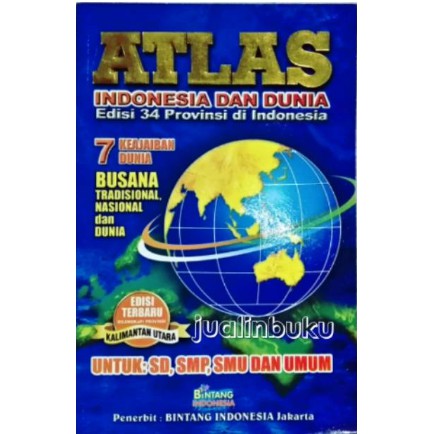 ATLAS
INDONESIA DAN DUNIA
Edisi 34 Provinsi di Indonesia
7 KEAJAIBAN
DUNIA
BUSANA
TRADISIONAL,
NASIONAL
dan
DUNIA
EDISI
TERBARU
KALIMANTAN UTARA
jualinbuku
UNTUK: SD, SMP, SMU DAN UMUM
BINTANG
INDONESIA
Penerbit : BINTANG INDONESIA Jakarta